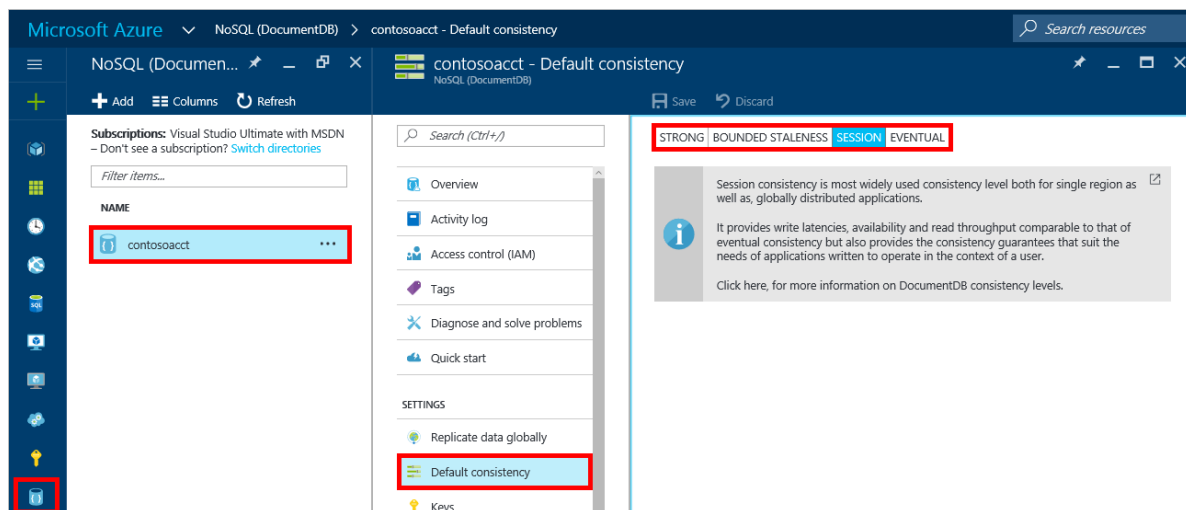 Microsoft Azure NoSQL (DocumentDB) > contosoacct - Default consistency Search resources
NoSQL (Documen...
Add Columns Refresh
Subscriptions: Visual Studio Ultimate with MSDN
– Don't see a subscription? Switch directories
Filter items...
NAME
contosoacct ...
contosoacct - Default consistency
NoSQL (DocumentDB)
Save Discard
Search (Ctrl+/)
Overview
Activity log
Access control (IAM)
Tags
Diagnose and solve problems
Quick start
SETTINGS
Replicate data globally
Default consistency
Keys
STRONG BOUNDED STALENESS SESSION EVENTUAL
Session consistency is most widely used consistency level both for single region as
well as, globally distributed applications.
It provides write latencies, availability and read throughput comparable to that of
eventual consistency but also provides the consistency guarantees that suit the
needs of applications written to operate in the context of a user.
Click here, for more information on DocumentDB consistency levels.
SQL